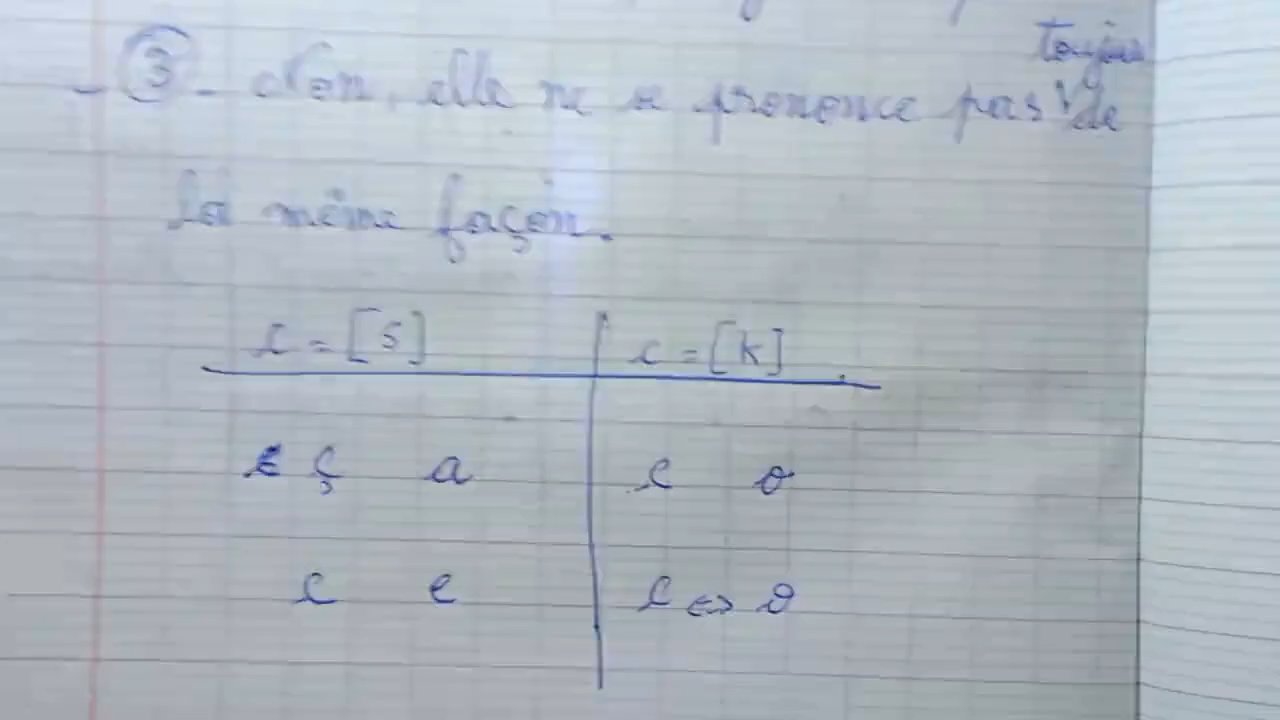 toujours
- ③ - Non, elle ne se prononce pas de
la même façon.
c = [s] | c = [k]
ç a | c o
c e | c <=> o